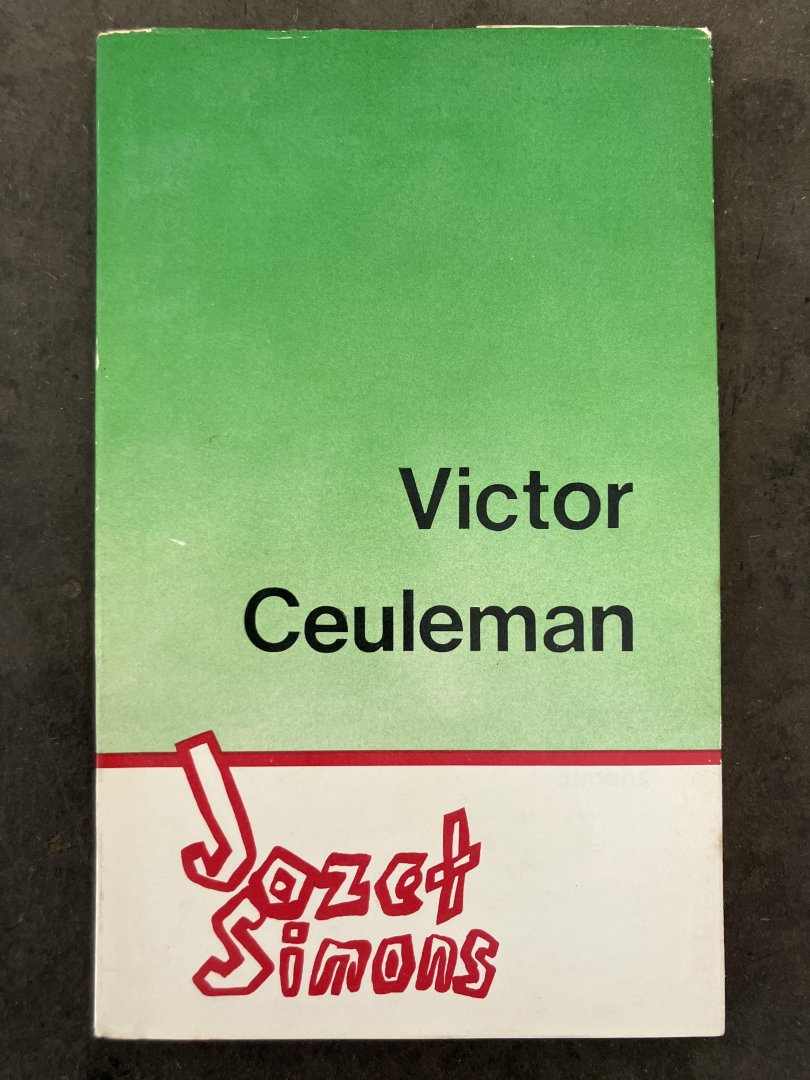 Victor
Ceuleman
Jozef
Simons